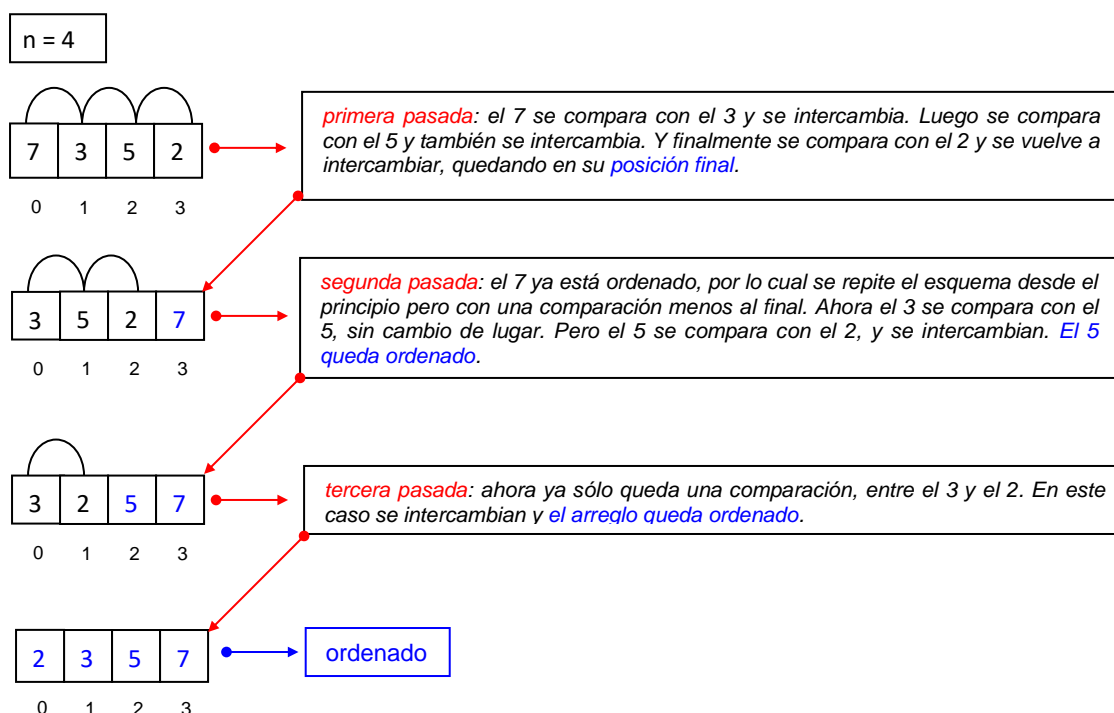 n = 4
7 3 5 2
0 1 2 3
primera pasada: el 7 se compara con el 3 y se intercambia. Luego se compara
con el 5 y también se intercambia. Y finalmente se compara con el 2 y se vuelve a
intercambiar, quedando en su posición final.
3 5 2 7
0 1 2 3
segunda pasada: el 7 ya está ordenado, por lo cual se repite el esquema desde el
principio pero con una comparación menos al final. Ahora el 3 se compara con el
5, sin cambio de lugar. Pero el 5 se compara con el 2, y se intercambian. El 5
queda ordenado.
3 2 5 7
0 1 2 3
tercera pasada: ahora ya sólo queda una comparación, entre el 3 y el 2. En este
caso se intercambian y el arreglo queda ordenado.
2 3 5 7
0 1 2 3
ordenado